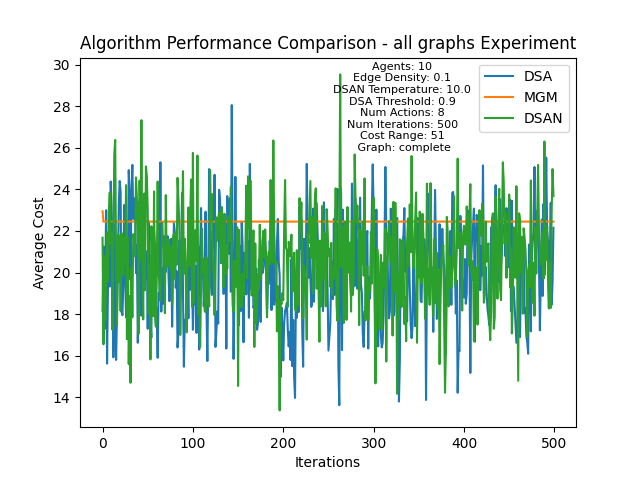 Algorithm Performance Comparison - all graphs Experiment
Agents: 10
Edge Density: 0.1
DSAN Temperature: 10.0
DSA Threshold: 0.9
Num Actions: 8
Num Iterations: 500
Cost Range: 51
Graph: complete
DSA
MGM
DSAN
Average Cost
30
28
26
24
22
20
18
16
14
0
100
200
300
400
500
Iterations